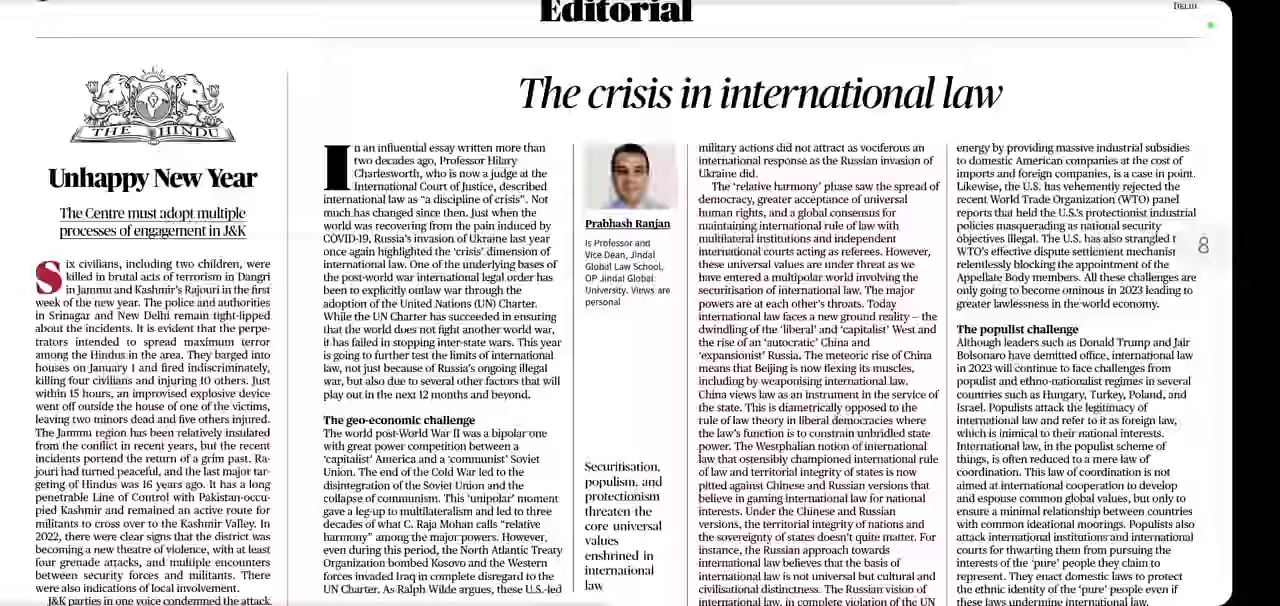 Editorial
DELHI
THE HINDU
Unhappy New Year
The Centre must adopt multiple
processes of engagement in J&K
Six civilians, including two children, were
killed in brutal acts of terrorism in Dangri
in Jammu and Kashmir's Rajouri in the first
week of the new year. The police and authorities
in Srinagar and New Delhi remain tight-lipped
about the incidents. It is evident that the perpe-
trators intended to spread maximum terror
among the Hindus in the area. They barged into
houses on January 1 and fired indiscriminately,
killing four civilians and injuring 10 others. Just
within 15 hours, an improvised explosive device
went off outside the house of one of the victims,
leaving two minors dead and five others injured.
The Jammu region has been relatively insulated
from the conflict in recent years, but the recent
incidents portend the return of a grim past. Ra-
jouri had turned peaceful, and the last major tar-
geting of Hindus was 16 years ago. It has a long
penetrable Line of Control with Pakistan-occu-
pied Kashmir and remained an active route for
militants to cross over to the Kashmir Valley. In
2022, there were clear signs that the district was
becoming a new theatre of violence, with at least
four grenade attacks, and multiple encounters
between security forces and militants. There
were also indications of local involvement.
J&K parties in one voice condemned the attack
The crisis in international law
In an influential essay written more than
two decades ago, Professor Hilary
Charlesworth, who is now a judge at the
International Court of Justice, described
international law as “a discipline of crisis”. Not
much has changed since then. Just when the
world was recovering from the pain induced by
COVID-19, Russia's invasion of Ukraine last year
once again highlighted the ‘crisis’ dimension of
international law. One of the underlying bases of
the post-world war international legal order has
been to explicitly outlaw war through the
adoption of the United Nations (UN) Charter.
While the UN Charter has succeeded in ensuring
that the world does not fight another world war,
it has failed in stopping inter-state wars. This year
is going to further test the limits of international
law, not just because of Russia's ongoing illegal
war, but also due to several other factors that will
play out in the next 12 months and beyond.
The geo-economic challenge
The world post-World War II was a bipolar one
with great power competition between a
‘capitalist’ America and a ‘communist’ Soviet
Union. The end of the Cold War led to the
disintegration of the Soviet Union and the
collapse of communism. This ‘unipolar’ moment
gave a leg-up to multilateralism and led to three
decades of what C. Raja Mohan calls “relative
harmony” among the major powers. However,
even during this period, the North Atlantic Treaty
Organization bombed Kosovo and the Western
forces invaded Iraq in complete disregard to the
UN Charter. As Ralph Wilde argues, these U.S.-led
Prabhash Ranjan
Is Professor and
Vice Dean, Jindal
Global Law School,
OP Jindal Global
University. Views are
personal
Securitisation,
populism, and
protectionism
threaten the
core universal
values
enshrined in
international
law
military actions did not attract as vociferous an
international response as the Russian invasion of
Ukraine did.
The ‘relative harmony’ phase saw the spread of
democracy, greater acceptance of universal
human rights, and a global consensus for
maintaining international rule of law with
multilateral institutions and independent
international courts acting as referees. However,
these universal values are under threat as we
have entered a multipolar world involving the
securitisation of international law. The major
powers are at each other's throats. Today
international law faces a new ground reality – the
dwindling of the ‘liberal’ and ‘capitalist’ West and
the rise of an ‘autocratic’ China and
‘expansionist’ Russia. The meteoric rise of China
means that Beijing is now flexing its muscles,
including by weaponising international law.
China views law as an instrument in the service of
the state. This is diametrically opposed to the
rule of law theory in liberal democracies where
the law's function is to constrain unbridled state
power. The Westphalian notion of international
law that ostensibly championed international rule
of law and territorial integrity of states is now
pitted against Chinese and Russian versions that
believe in gaming international law for national
interests. Under the Chinese and Russian
versions, the territorial integrity of nations and
the sovereignty of states doesn't quite matter. For
instance, the Russian approach towards
international law believes that the basis of
international law is not universal but cultural and
civilisational distinctness. The Russian vision of
international law, in complete violation of the UN
energy by providing massive industrial subsidies
to domestic American companies at the cost of
imports and foreign companies, is a case in point.
Likewise, the U.S. has vehemently rejected the
recent World Trade Organization (WTO) panel
reports that held the U.S.'s protectionist industrial
policies masquerading as national security
objectives illegal. The U.S. has also strangled t
WTO's effective dispute settlement mechanist
relentlessly blocking the appointment of the
Appellate Body members. All these challenges are
only going to become ominous in 2023 leading to
greater lawlessness in the world economy.
The populist challenge
Although leaders such as Donald Trump and Jair
Bolsonaro have demitted office, international law
in 2023 will continue to face challenges from
populist and ethno-nationalist regimes in several
countries such as Hungary, Turkey, Poland, and
Israel. Populists attack the legitimacy of
international law and refer to it as foreign law,
which is inimical to their national interests.
International law, in the populist scheme of
things, is often reduced to a mere law of
coordination. This law of coordination is not
aimed at international cooperation to develop
and espouse common global values, but only to
ensure a minimal relationship between countries
with common ideational moorings. Populists also
attack international institutions and international
courts for thwarting them from pursuing the
interests of the ‘pure’ people they claim to
represent. They enact domestic laws to protect
the ethnic identity of the ‘pure’ people even if
these laws undermine international law.
8